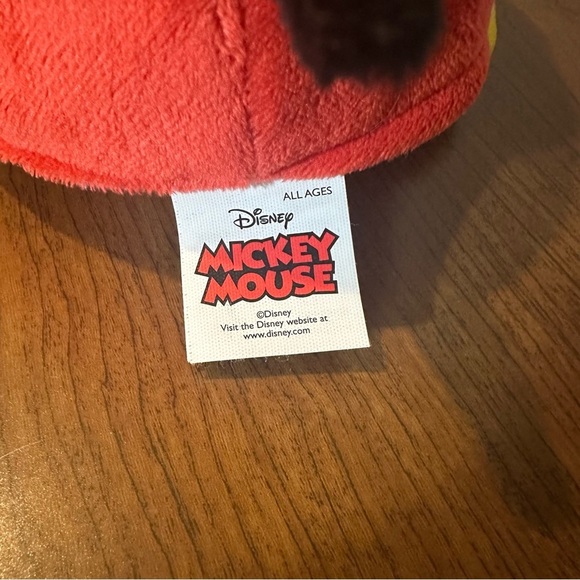 ALL AGES
Disney
MICKEY
MOUSE
©Disney
Visit the Disney website at
www.disney.com